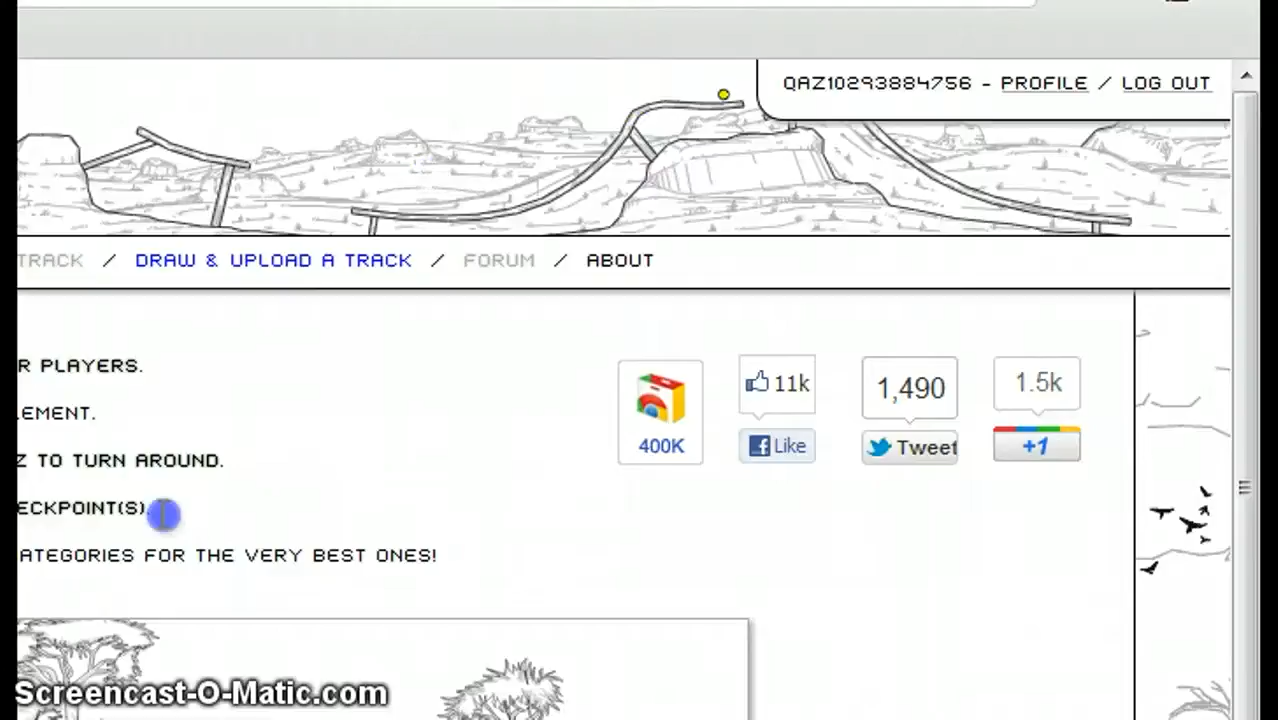 QAZ10293884756 - PROFILE / LOG OUT
TRACK / DRAW & UPLOAD A TRACK / FORUM / ABOUT
R PLAYERS.
LEMENT.
Z TO TURN AROUND.
ECKPOINT(S).
ATEGORIES FOR THE VERY BEST ONES!
400K
11k
Like
1,490
Tweet
1.5k
+1
Screencast-O-Matic.com